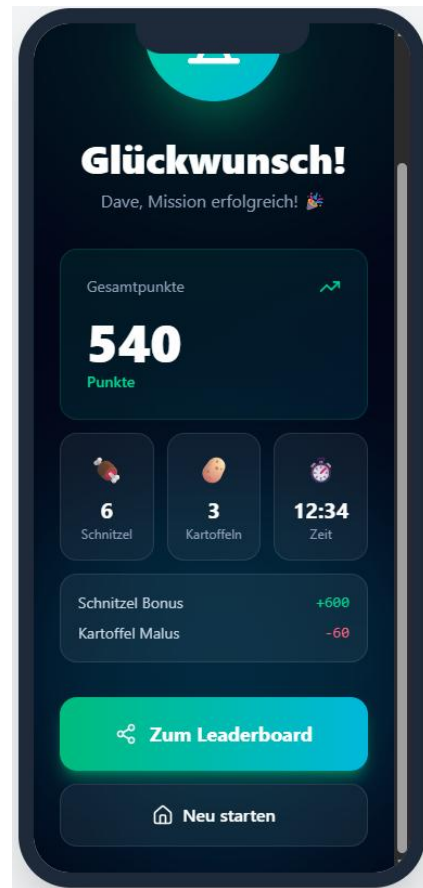 Glückwunsch!
Dave, Mission erfolgreich! 🎉
Gesamtpunkte
540
Punkte
6
Schnitzel
3
Kartoffeln
12:34
Zeit
Schnitzel Bonus +600
Kartoffel Malus -60
Zum Leaderboard
Neu starten